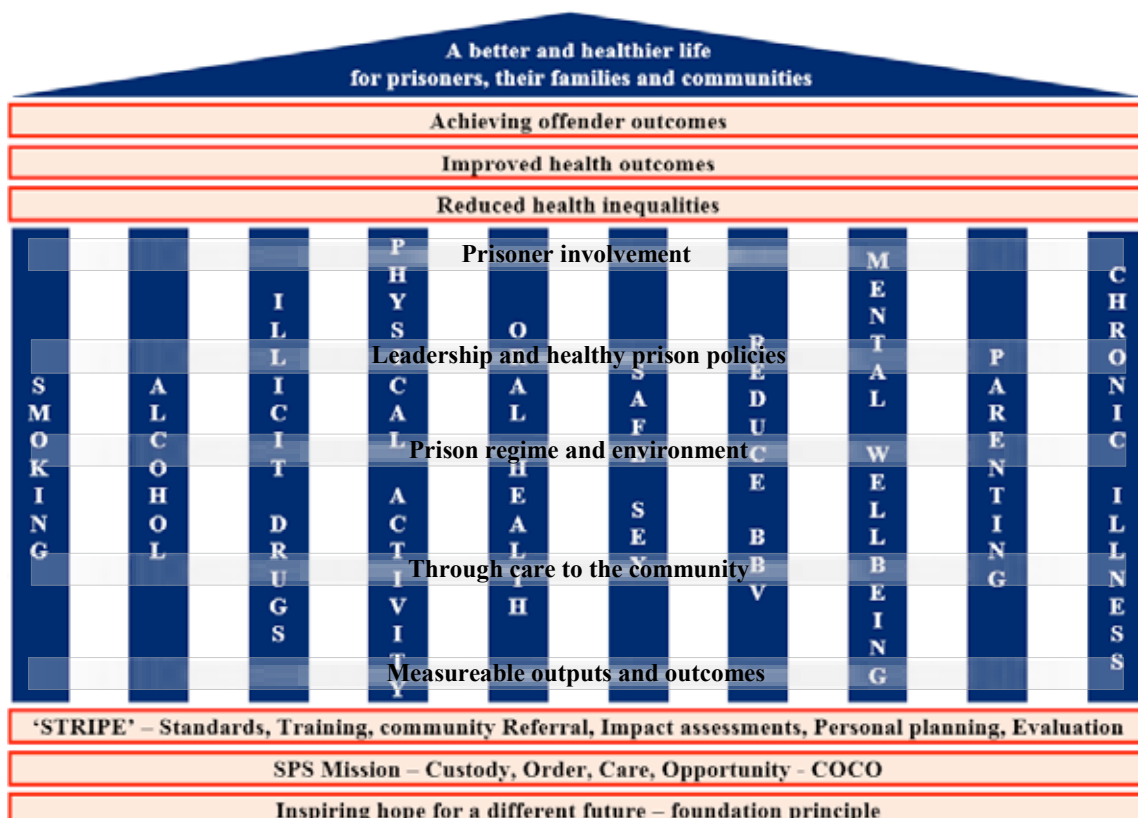 A better and healthier life
for prisoners, their families and communities
Achieving offender outcomes
Improved health outcomes
Reduced health inequalities
Prisoner involvement
Leadership and healthy prison policies
Prison regime and environment
Through care to the community
Measureable outputs and outcomes
SMOKING
ALCOHOL
ILLICIT DRUGS
PHYSICAL ACTIVITY
ORAL HEALTH
SAFE SEX
REDUCE BBV
MENTAL WELLBEING
PARENTING
CHRONIC ILLNESS
‘STRIPE’ – Standards, Training, community Referral, Impact assessments, Personal planning, Evaluation
SPS Mission – Custody, Order, Care, Opportunity - COCO
Inspiring hope for a different future – foundation principle